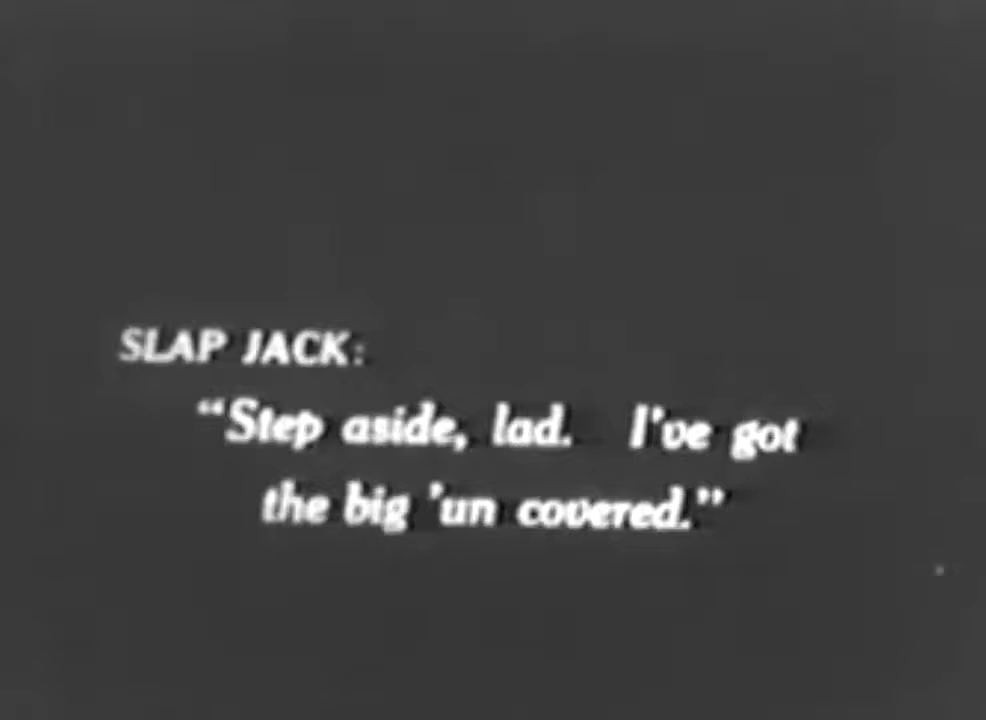 SLAP JACK:
“Step aside, lad. I've got
the big 'un covered.”